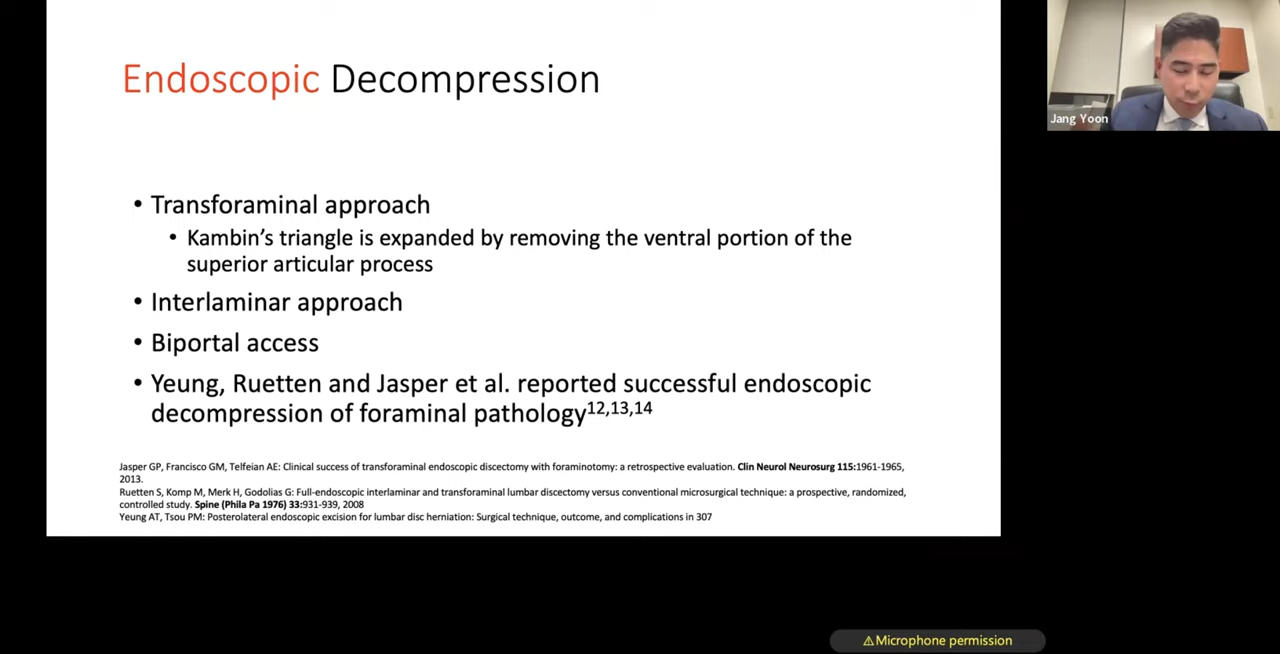 Endoscopic Decompression
• Transforaminal approach
• Kambin's triangle is expanded by removing the ventral portion of the
superior articular process
• Interlaminar approach
• Biportal access
• Yeung, Ruetten and Jasper et al. reported successful endoscopic
decompression of foraminal pathology12,13,14
Jasper GP, Francisco GM, Telfeian AE: Clinical success of transforaminal endoscopic discectomy with foraminotomy: a retrospective evaluation. Clin Neurol Neurosurg 115:1961-1965,
2013.
Ruetten S, Komp M, Merk H, Godolias G: Full-endoscopic interlaminar and transforaminal lumbar discectomy versus conventional microsurgical technique: a prospective, randomized,
controlled study. Spine (Phila Pa 1976) 33:931-939, 2008
Yeung AT, Tsou PM: Posterolateral endoscopic excision for lumbar disc herniation: Surgical technique, outcome, and complications in 307
Jang Yoon
⚠Microphone permission